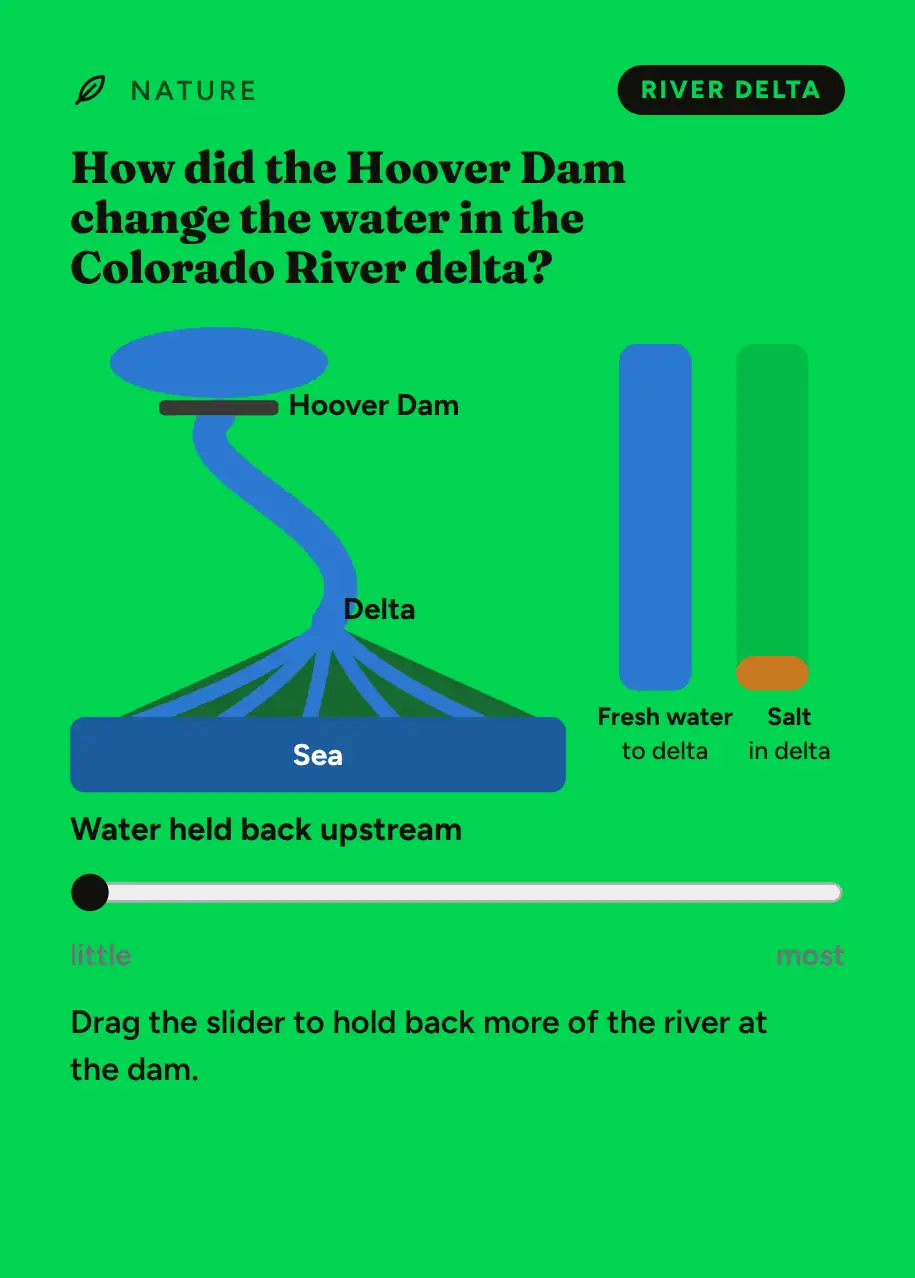 NATURE
RIVER DELTA
How did the Hoover Dam
change the water in the
Colorado River delta?
Hoover Dam
Delta
Sea
Fresh water
to delta
Salt
in delta
Water held back upstream
little
most
Drag the slider to hold back more of the river at
the dam.